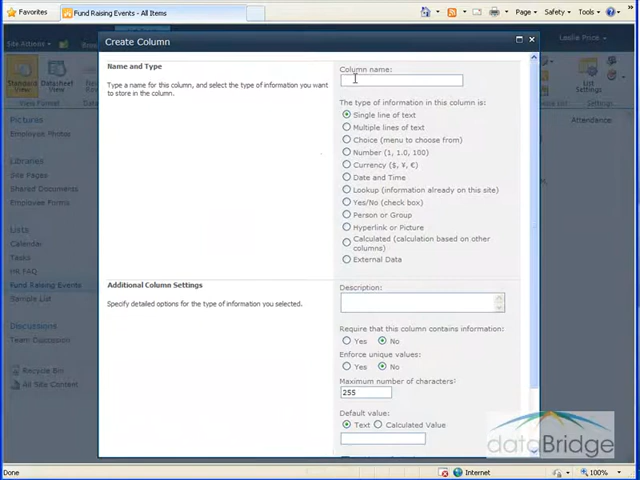 Favorites
Fund Raising Events - All Items
Page
Safety
Tools
Site Actions
Leslie Price
Create Column
Standard View
Datasheet View
View Format
List Settings
Settings
Name and Type
Type a name for this column, and select the type of information you want
to store in the column.
Column name:
The type of information in this column is:
Single line of text
Multiple lines of text
Choice (menu to choose from)
Number (1, 1.0, 100)
Currency ($, ¥, €)
Date and Time
Lookup (information already on this site)
Yes/No (check box)
Person or Group
Hyperlink or Picture
Calculated (calculation based on other
columns)
External Data
Attendance
Pictures
Employee Photos
Libraries
Site Pages
Shared Documents
Employee Forms
Lists
Calendar
Tasks
HR FAQ
Fund Raising Events
Sample List
Discussions
Team Discussion
Recycle Bin
All Site Content
Additional Column Settings
Specify detailed options for the type of information you selected.
Description:
Require that this column contains information:
Yes No
Enforce unique values:
Yes No
Maximum number of characters:
255
Default value:
Text Calculated Value
dataBridge
Done
Internet
100%